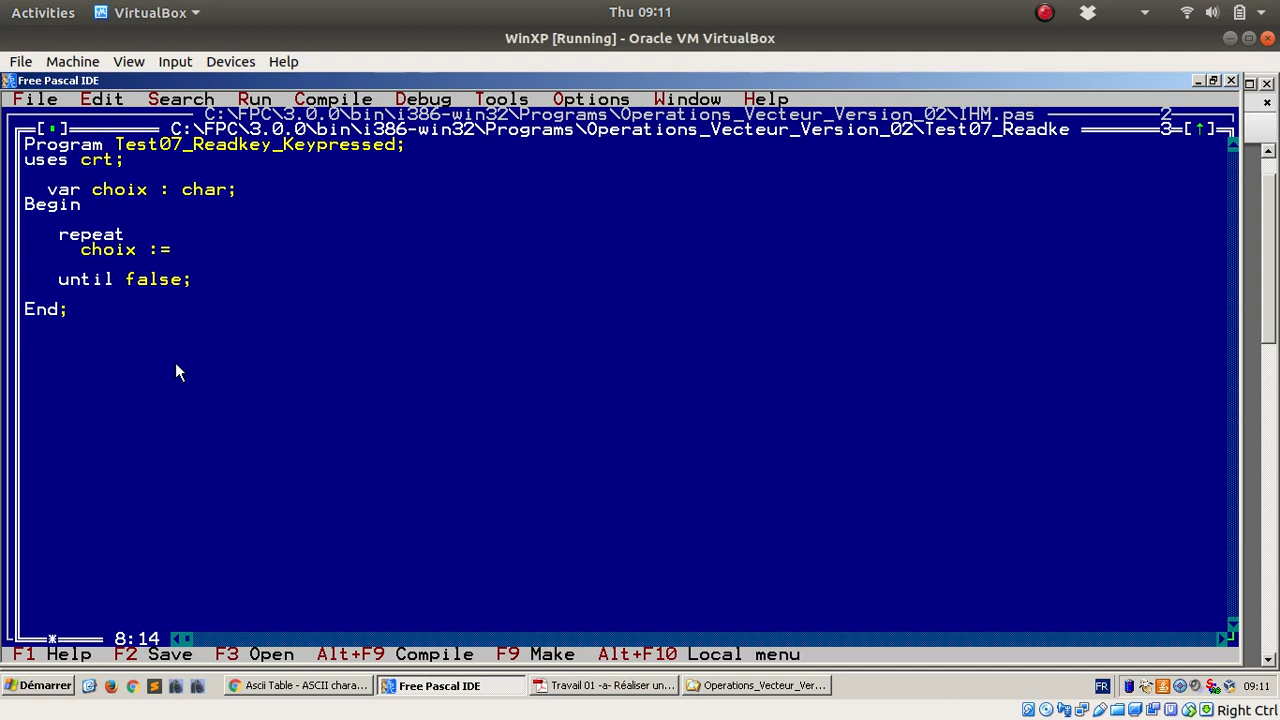 Activities VirtualBox Thu 09:11
WinXP [Running] - Oracle VM VirtualBox
File Machine View Input Devices Help
Free Pascal IDE
File Edit Search Run Compile Debug Tools Options Window Help
C:\FPC\3.0.0\bin\i386-win32\Programs\Operations_Vecteur_Version_02\IHM.pas 2
C:\FPC\3.0.0\bin\i386-win32\Programs\Operations_Vecteur_Version_02\Test07_Readke 3=[↑]
Program Test07_Readkey_Keypressed;
uses crt;
var choix : char;
Begin
repeat
choix :=
until false;
End;
* 8:14
F1 Help F2 Save F3 Open Alt+F9 Compile F9 Make Alt+F10 Local menu
Démarrer Ascii Table - ASCII chara... Free Pascal IDE Travail 01 -a- Réaliser un... Operations_Vecteur_Ver... FR 09:11
Right Ctrl